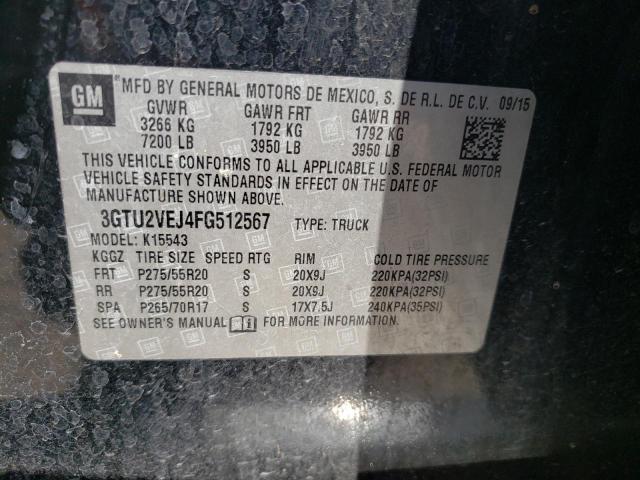 GM
MFD BY GENERAL MOTORS DE MEXICO, S. DE R.L. DE C.V. 09/15
GVWR GAWR FRT GAWR RR
3266 KG 1792 KG 1792 KG
7200 LB 3950 LB 3950 LB
THIS VEHICLE CONFORMS TO ALL APPLICABLE U.S. FEDERAL MOTOR
VEHICLE SAFETY STANDARDS IN EFFECT ON THE DATE OF
MANUFACTURE SHOWN ABOVE.
3GTU2VEJ4FG512567 TYPE: TRUCK
MODEL: K15543
KGGZ TIRE SIZE SPEED RTG RIM COLD TIRE PRESSURE
FRT P275/55R20 S 20X9J 220KPA(32PSI)
RR P275/55R20 S 20X9J 220KPA(32PSI)
SPA P265/70R17 S 17X7.5J 240KPA(35PSI)
SEE OWNER'S MANUAL FOR MORE INFORMATION.